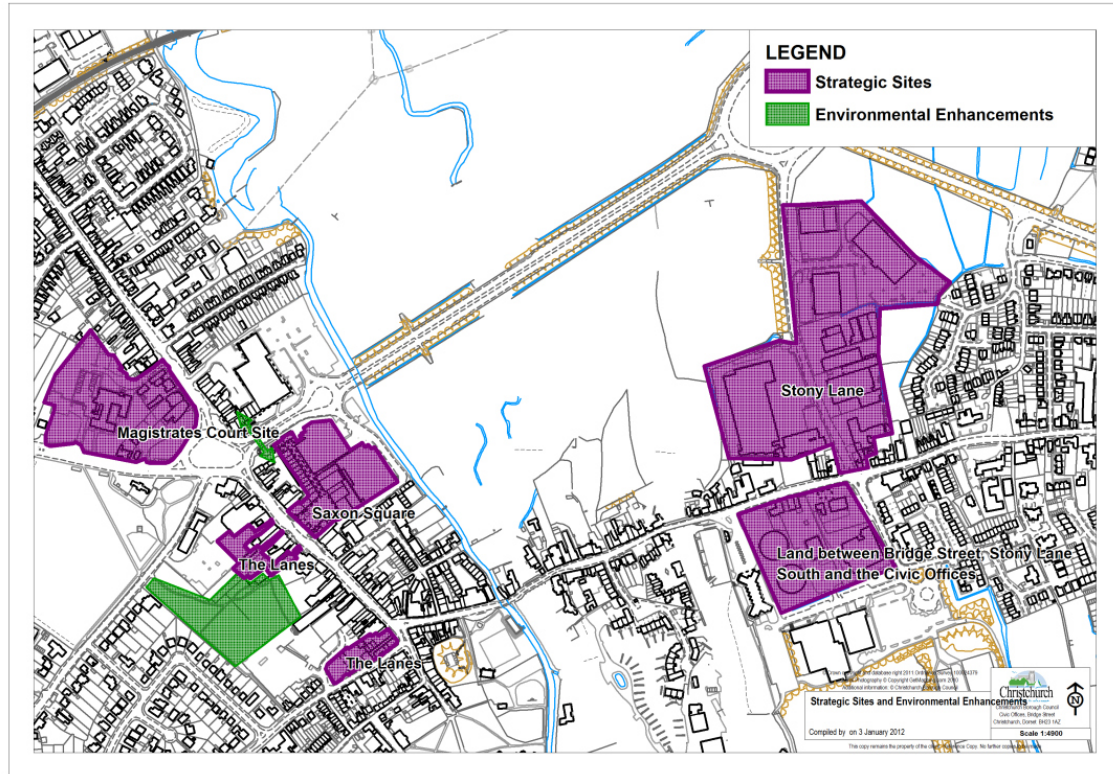 LEGEND
Strategic Sites
Environmental Enhancements
Stony Lane
Magistrates Court Site
Saxon Square
The Lanes
Land between Bridge Street, Stony Lane
South and the Civic Offices
The Lanes
Christchurch
Strategic Sites and Environmental Enhancements
Christchurch Borough Council
Civic Offices, Bridge Street
Christchurch, Dorset BH23 1AZ
N
Compiled by on 3 January 2012
Scale 1:4900